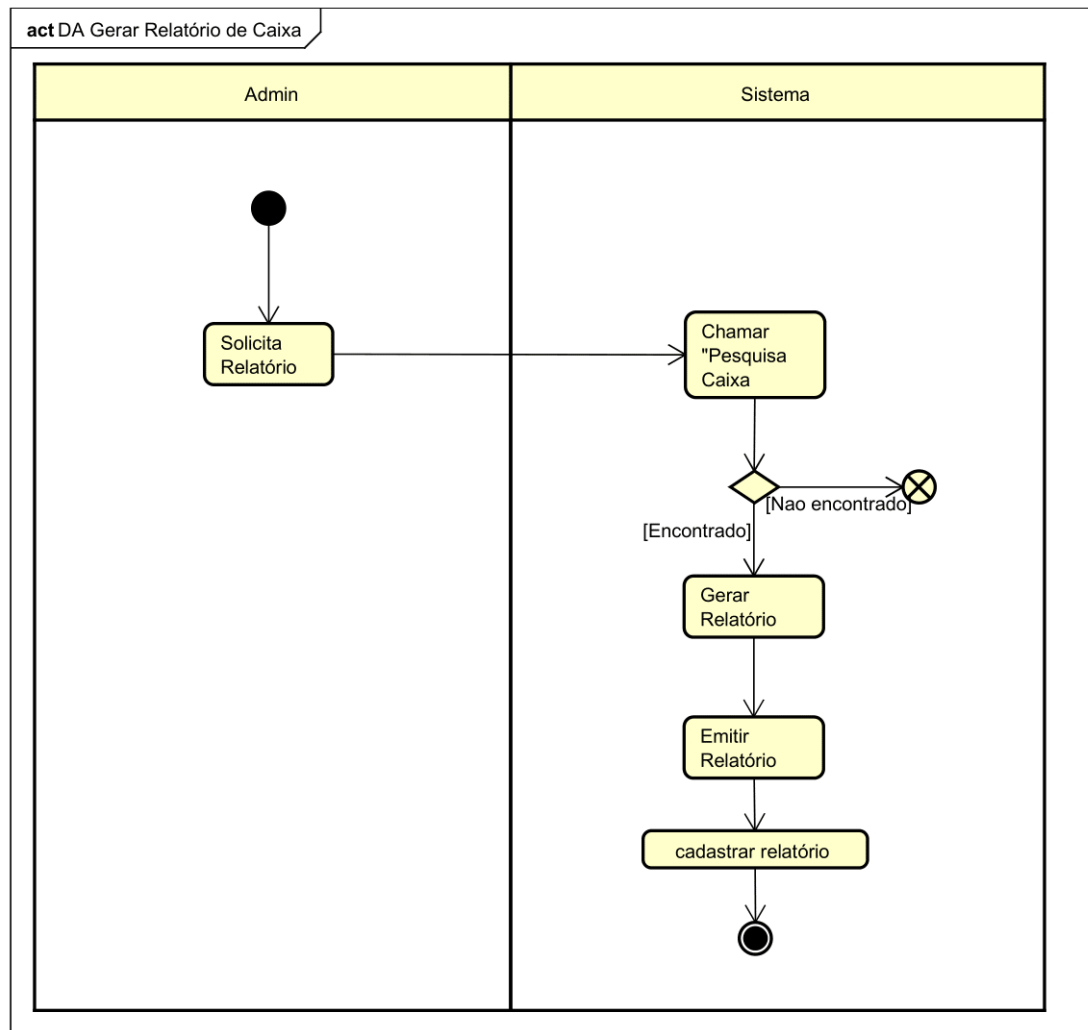 act DA Gerar Relatório de Caixa
Admin
Sistema
Solicita
Relatório
Chamar
"Pesquisa
Caixa
[Nao encontrado]
[Encontrado]
Gerar
Relatório
Emitir
Relatório
cadastrar relatório